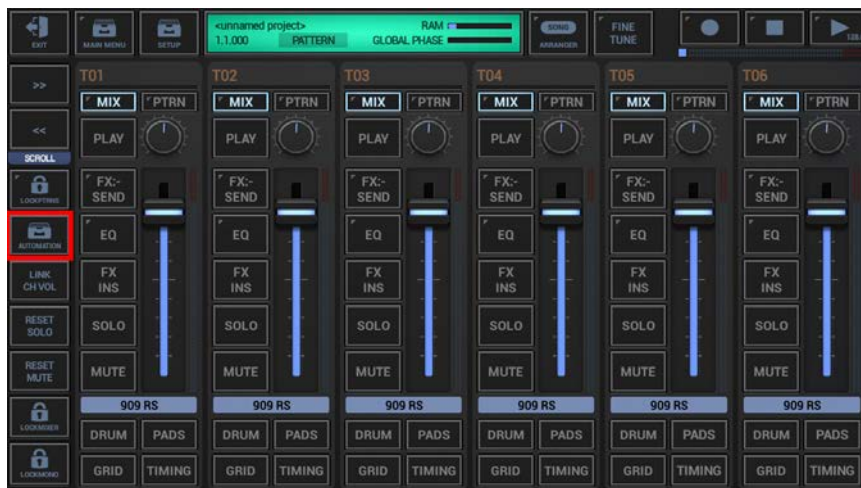 EXIT
MAIN MENU
SETUP
<unnamed project>
RAM
1.1.000
PATTERN
GLOBAL PHASE
SONG
ARRANGER
FINE
TUNE
>>
<<
SCROLL
LOCKPTRNS
AUTOMATION
LINK
CH VOL
RESET
SOLO
RESET
MUTE
LOCKMIXER
LOCKMONO
T01
MIX PTRN
PLAY
FX:-
SEND
EQ
FX
INS
SOLO
MUTE
909 RS
DRUM PADS
GRID TIMING
T02
MIX PTRN
PLAY
FX:-
SEND
EQ
FX
INS
SOLO
MUTE
909 RS
DRUM PADS
GRID TIMING
T03
MIX PTRN
PLAY
FX:-
SEND
EQ
FX
INS
SOLO
MUTE
909 RS
DRUM PADS
GRID TIMING
T04
MIX PTRN
PLAY
FX:-
SEND
EQ
FX
INS
SOLO
MUTE
909 RS
DRUM PADS
GRID TIMING
T05
MIX PTRN
PLAY
FX:-
SEND
EQ
FX
INS
SOLO
MUTE
909 RS
DRUM PADS
GRID TIMING
T06
MIX PTRN
PLAY
FX:-
SEND
EQ
FX
INS
SOLO
MUTE
909 RS
DRUM PADS
GRID TIMING